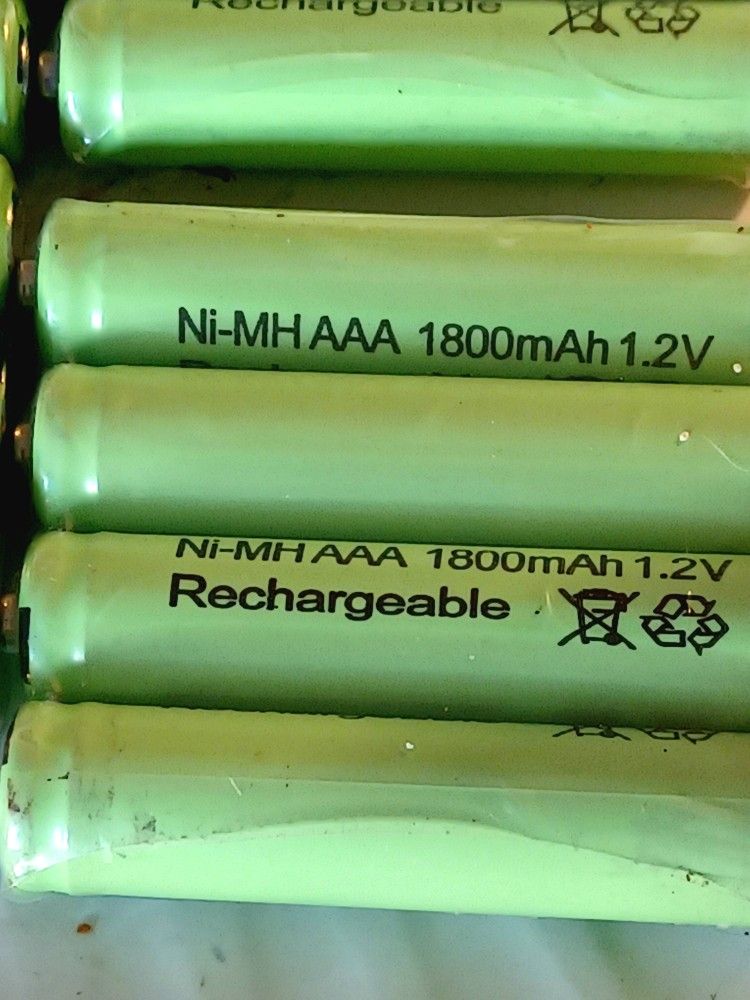 Rechargeable
Ni-MH AAA 1800mAh 1.2V
Ni-MH AAA 1800mAh 1.2V
Rechargeable